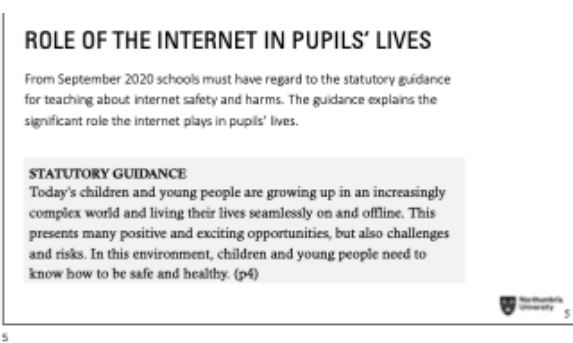 ROLE OF THE INTERNET IN PUPILS’ LIVES
From September 2020 schools must have regard to the statutory guidance
for teaching about internet safety and harms. The guidance explains the
significant role the internet plays in pupils’ lives.
STATUTORY GUIDANCE
Today’s children and young people are growing up in an increasingly
complex world and living their lives seamlessly on and offline. This
presents many positive and exciting opportunities, but also challenges
and risks. In this environment, children and young people need to
know how to be safe and healthy. (p4)
Northumbria
University
5
5